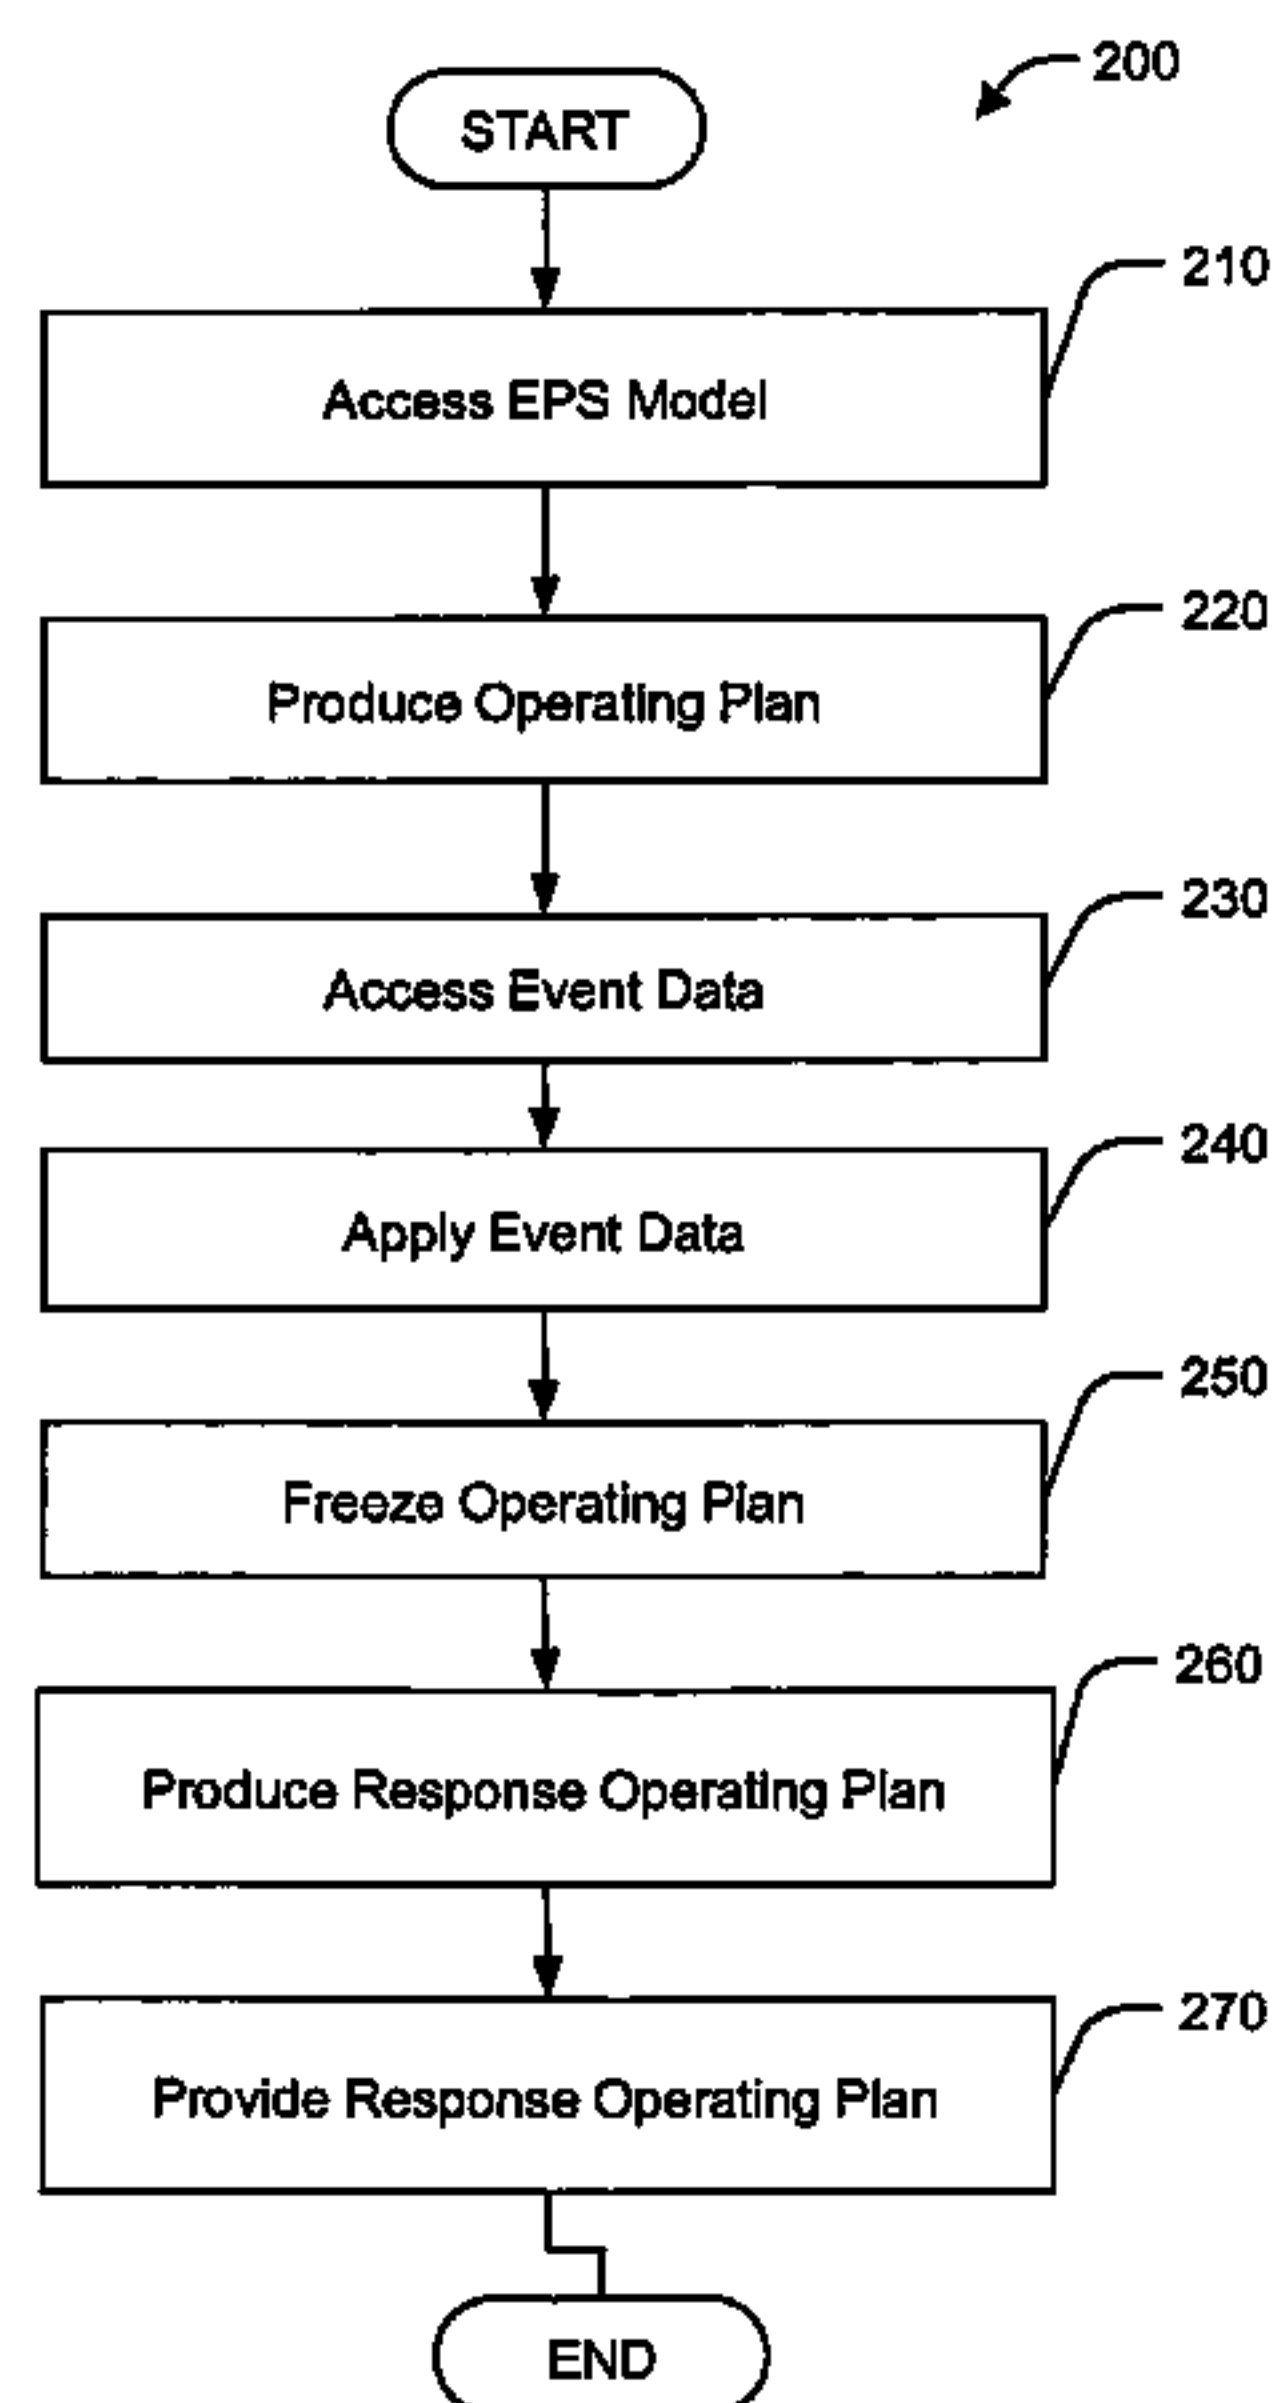 200
START
210
Access EPS Model
220
Produce Operating Plan
230
Access Event Data
240
Apply Event Data
250
Freeze Operating Plan
260
Produce Response Operating Plan
270
Provide Response Operating Plan
END